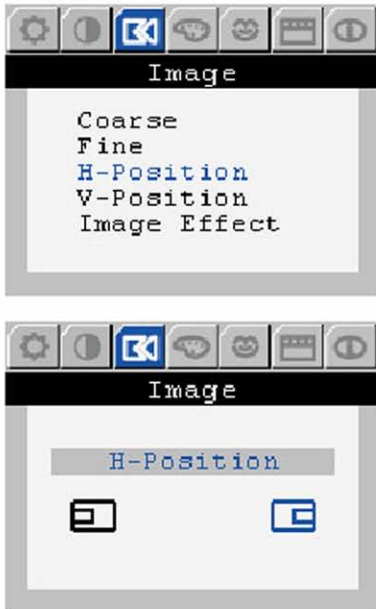 Image
Coarse
Fine
H-Position
V-Position
Image Effect
Image
H-Position